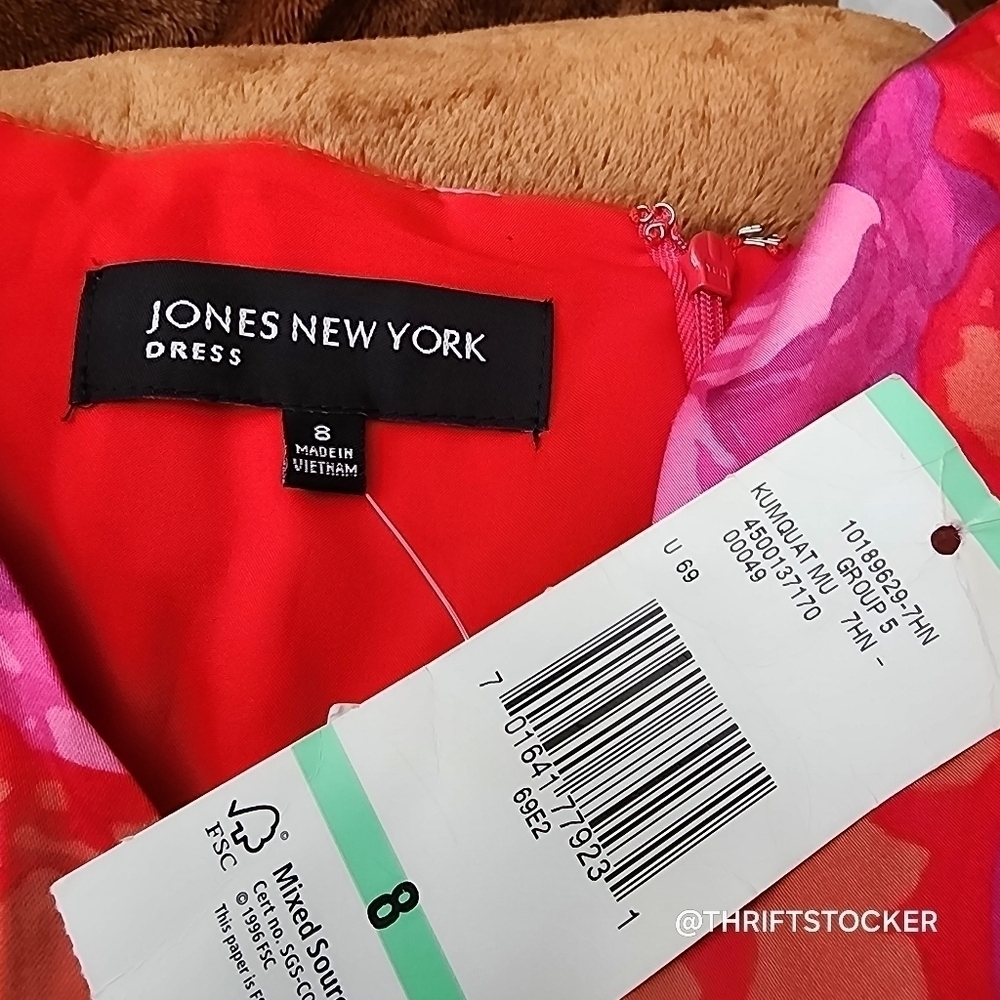 JONES NEW YORK
DRESS
8
MADE IN
VIETNAM
10189629-7HN
GROUP 5
KUMQUAT MU 7HN -
4500137170
00049
U 69
7 01641 77923 1
69E2
8
FSC
©
Mixed Sour
Cert no. SGS-CO
© 1996 FSC
This paper is
@THRIFTSTOCKER